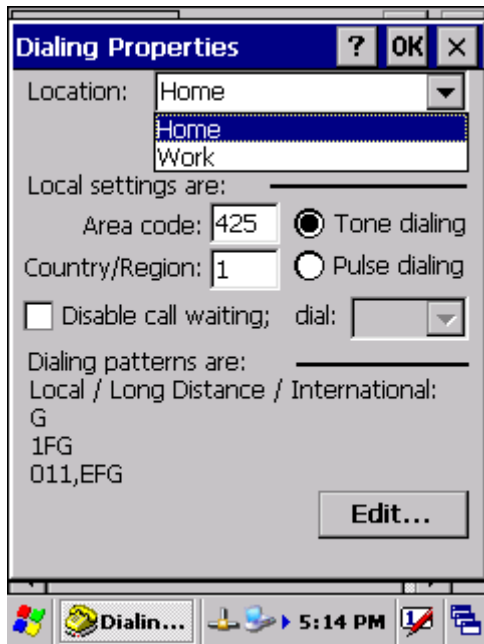 Dialing Properties ? OK ×
Location: Home
Home
Work
Local settings are:
Area code: 425 Tone dialing
Country/Region: 1 Pulse dialing
Disable call waiting; dial:
Dialing patterns are:
Local / Long Distance / International:
G
1FG
011,EFG
Edit...
Dialin... 5:14 PM